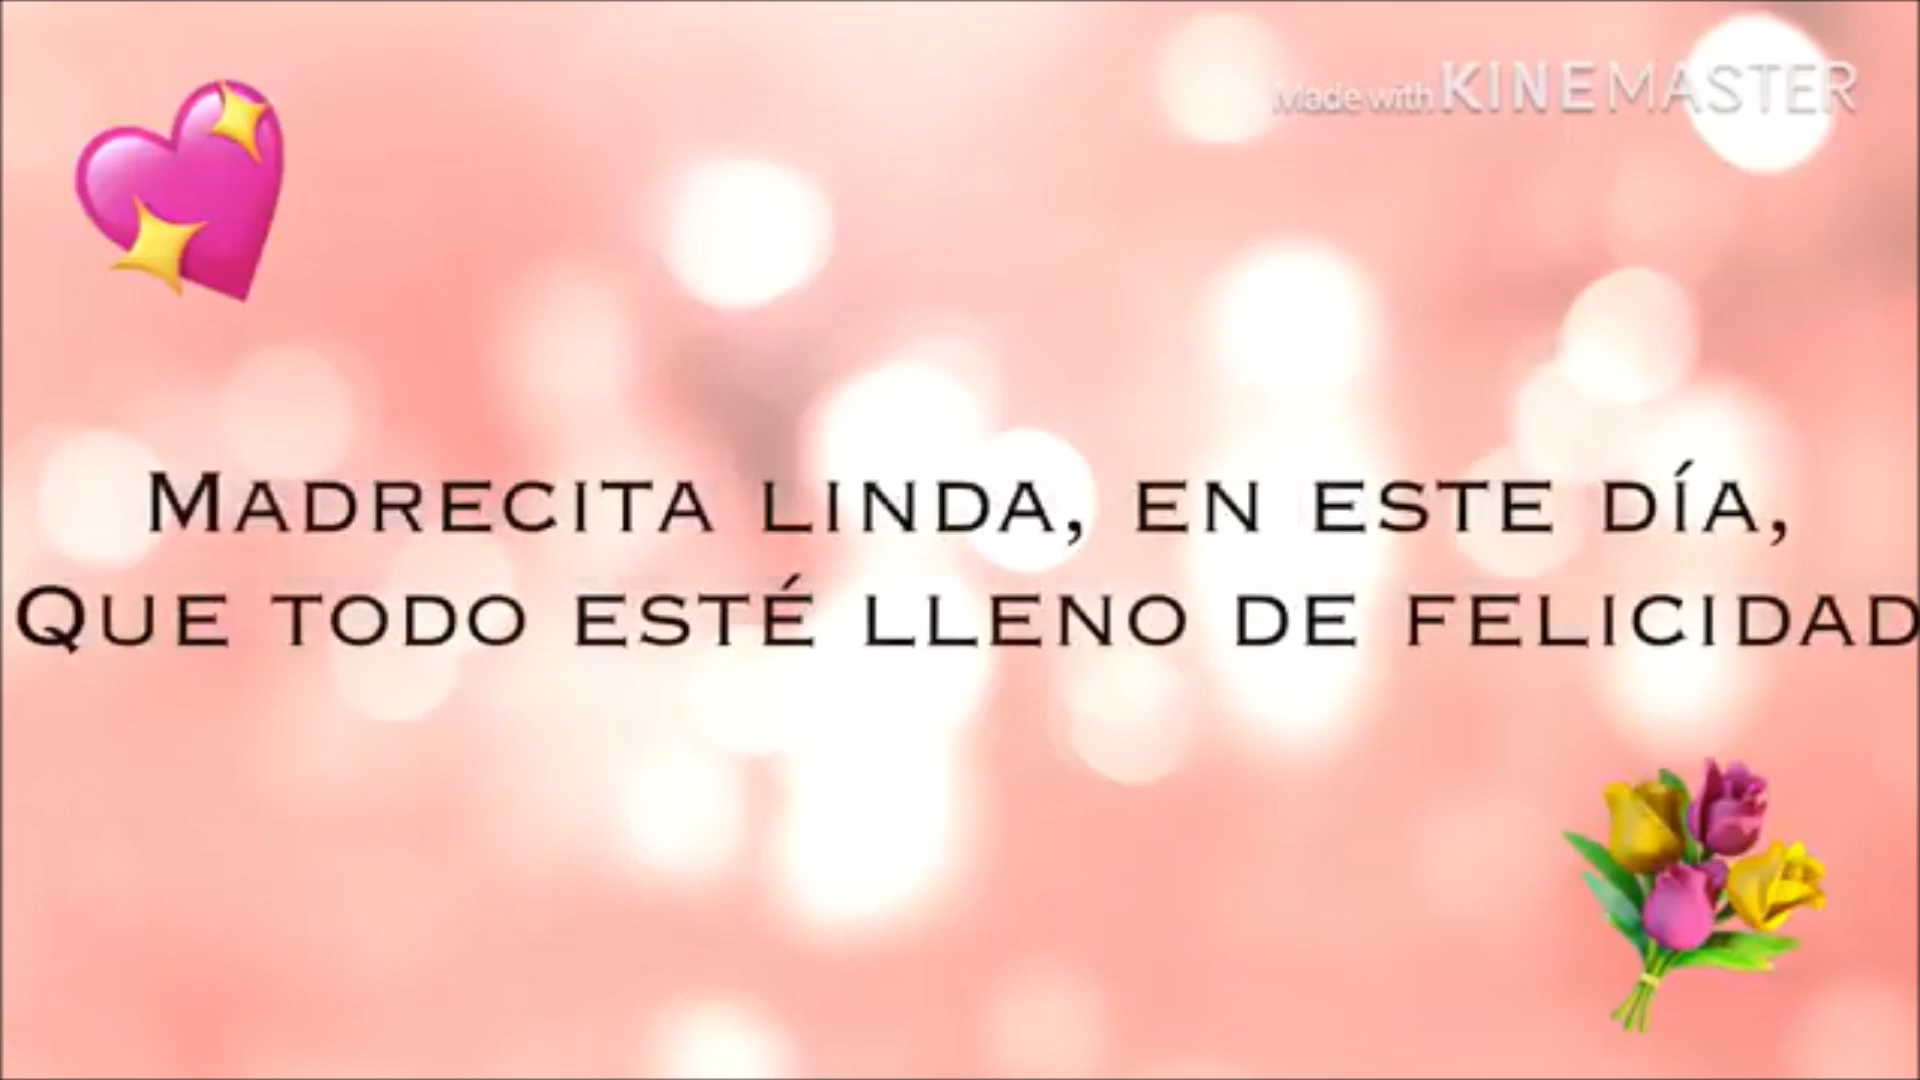 Made with KINEMASTER
MADRECITA LINDA, EN ESTE DÍA,
QUE TODO ESTÉ LLENO DE FELICIDAD